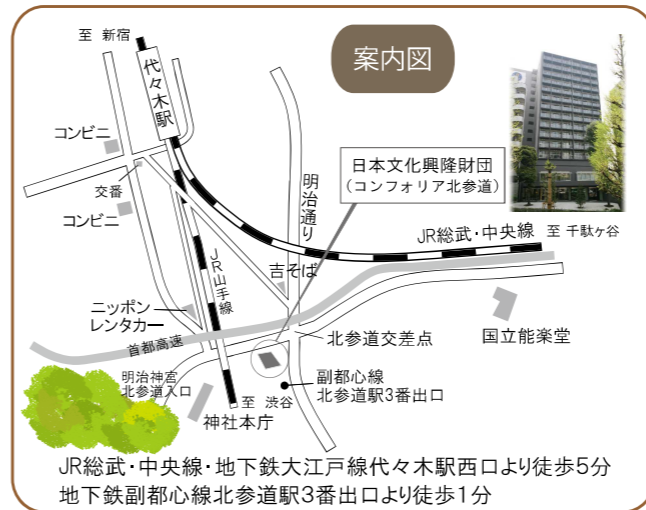 案内図
至 新宿
代々木駅
コンビニ
交番
コンビニ
明治通り
日本文化興隆財団
(コンフォリア北参道)
JR総武・中央線
至 千駄ヶ谷
JR山手線
吉そば
ニッポン
レンタカー
首都高速
北参道交差点
国立能楽堂
明治神宮
北参道入口
至 渋谷
神社本庁
副都心線
北参道駅3番出口
JR総武・中央線・地下鉄大江戸線代々木駅西口より徒歩5分
地下鉄副都心線北参道駅3番出口より徒歩1分